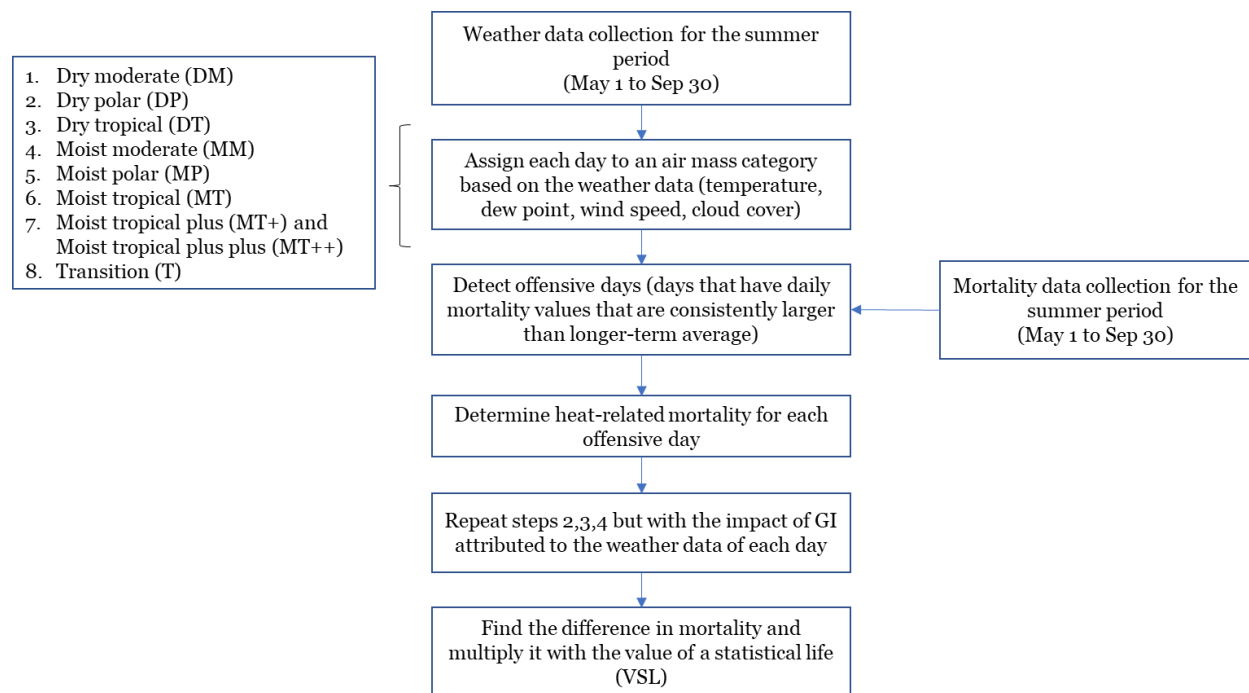 Weather data collection for the summer
period
(May 1 to Sep 30)
1. Dry moderate (DM)
2. Dry polar (DP)
3. Dry tropical (DT)
4. Moist moderate (MM)
5. Moist polar (MP)
6. Moist tropical (MT)
7. Moist tropical plus (MT+) and
Moist tropical plus plus (MT++)
8. Transition (T)
Assign each day to an air mass category
based on the weather data (temperature,
dew point, wind speed, cloud cover)
Detect offensive days (days that have daily
mortality values that are consistently larger
than longer-term average)
Mortality data collection for the
summer period
(May 1 to Sep 30)
Determine heat-related mortality for each
offensive day
Repeat steps 2,3,4 but with the impact of GI
attributed to the weather data of each day
Find the difference in mortality and
multiply it with the value of a statistical life
(VSL)